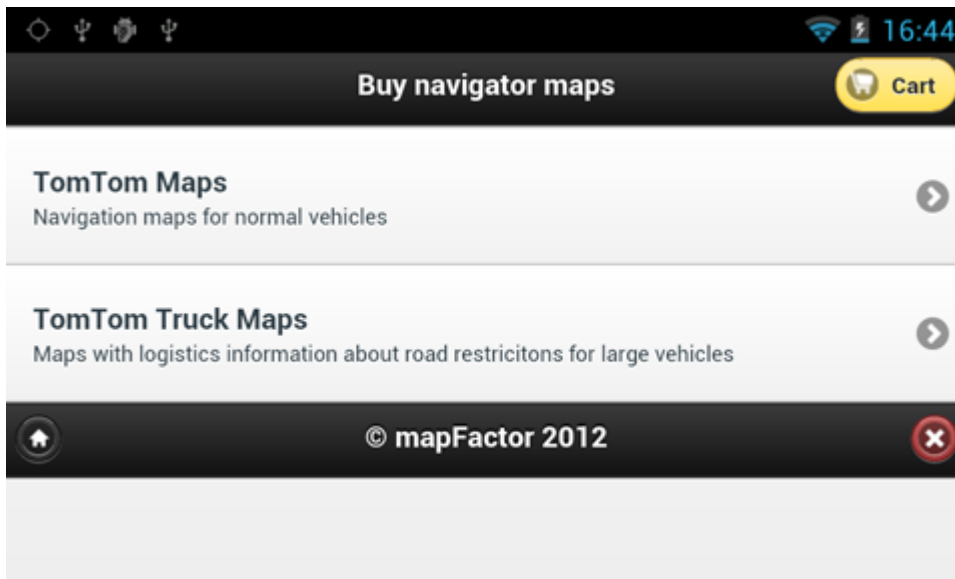 16:44
Buy navigator maps
Cart
TomTom Maps
Navigation maps for normal vehicles
TomTom Truck Maps
Maps with logistics information about road restricitons for large vehicles
© mapFactor 2012